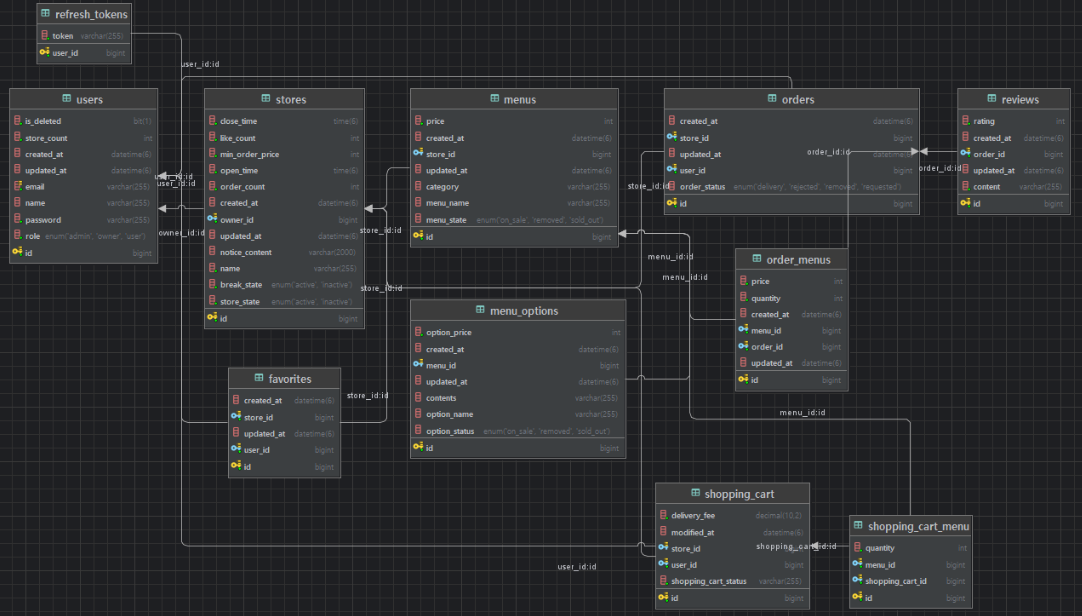 refresh_tokens
token varchar(255)
user_id bigint
user_id:id
users
is_deleted bit(1)
store_count int
created_at datetime(6)
updated_at datetime(6)
email varchar(255)
name varchar(255)
password varchar(255)
role enum('admin', 'owner', 'user')
id bigint
user_id:id
user_id:id
owner_id:id
stores
close_time time(6)
like_count int
min_order_price int
open_time time(6)
order_count int
created_at datetime(6)
owner_id bigint
updated_at datetime(6)
notice_content varchar(2000)
name varchar(255)
break_state enum('active', 'inactive')
store_state enum('active', 'inactive')
id bigint
store_id:id
store_id:id
menus
price int
created_at datetime(6)
store_id bigint
updated_at datetime(6)
category varchar(255)
menu_name varchar(255)
menu_state enum('on_sale', 'removed', 'sold_out')
id bigint
store_id:id
menu_id:id
menu_id:id
orders
created_at datetime(6)
store_id bigint
updated_at datetime(6)
user_id bigint
order_status enum('delivery', 'rejected', 'removed', 'requested')
id bigint
order_id:id
order_id:id
reviews
rating int
created_at datetime(6)
order_id bigint
updated_at datetime(6)
content varchar(255)
id bigint
order_menus
price int
quantity int
created_at datetime(6)
menu_id bigint
order_id bigint
updated_at datetime(6)
id bigint
menu_options
option_price int
created_at datetime(6)
menu_id bigint
updated_at datetime(6)
contents varchar(255)
option_name varchar(255)
option_status enum('on_sale', 'removed', 'sold_out')
id bigint
favorites
created_at datetime(6)
store_id bigint
updated_at datetime(6)
user_id bigint
id bigint
store_id:id
menu_id:id
shopping_cart
delivery_fee decimal(10,2)
modified_at datetime(6)
store_id bigint
user_id bigint
shopping_cart_status varchar(255)
id bigint
user_id:id
shopping_cart_id:id
shopping_cart_menu
quantity int
menu_id bigint
shopping_cart_id bigint
id bigint